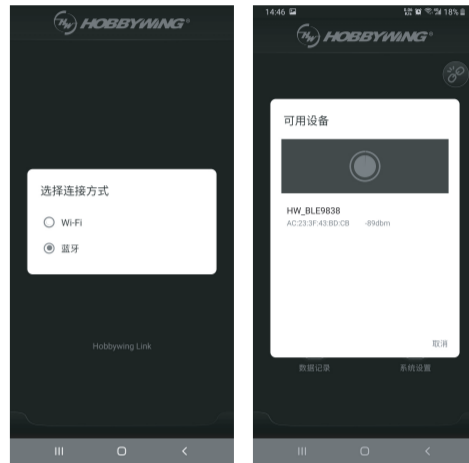 HOBBYWING
选择连接方式
Wi-Fi
蓝牙
Hobbywing Link
14:46
18%
HOBBYWING
可用设备
HW_BLE9838
AC:23:3F:43:BD:CB -89dbm
取消
数据记录
系统设置